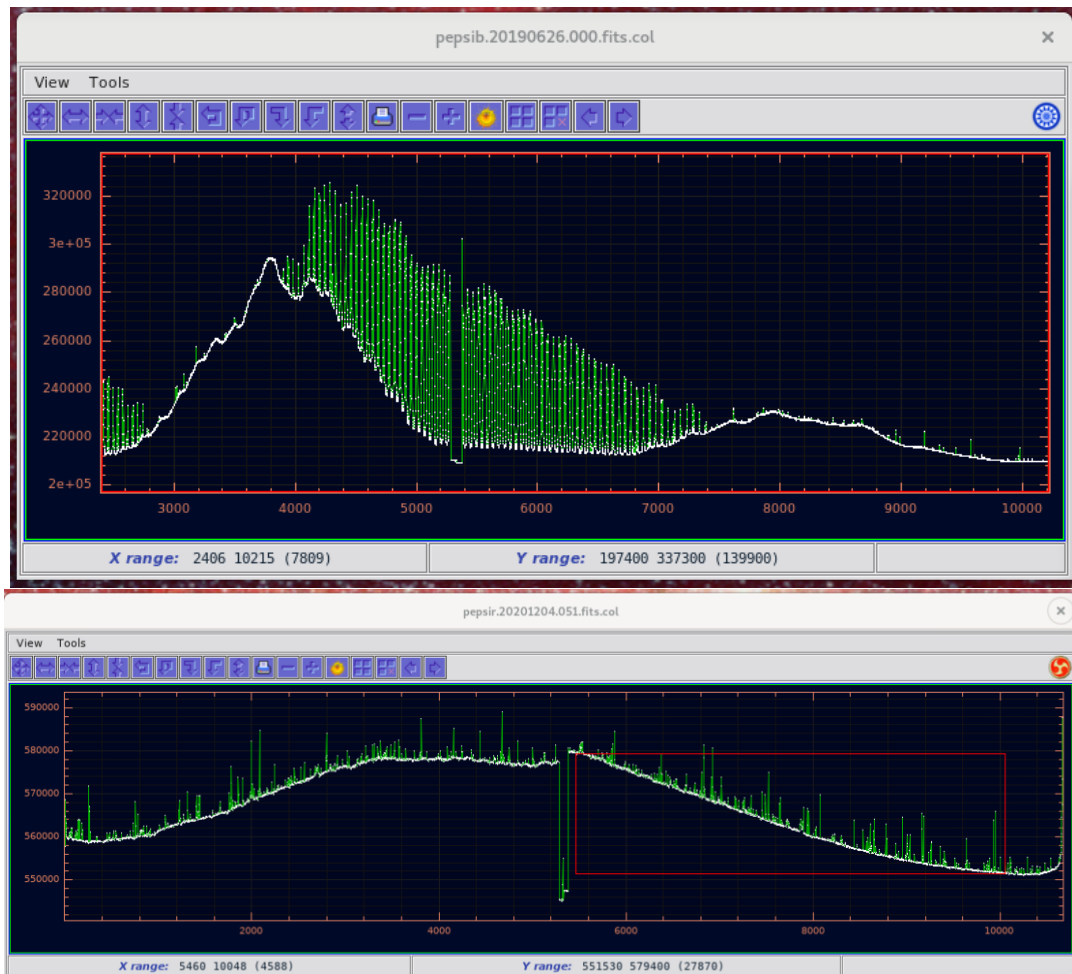 pepsib.20190626.000.fits.col
View Tools
320000
3e+05
280000
260000
240000
220000
2e+05
3000 4000 5000 6000 7000 8000 9000 10000
X range: 2406 10215 (7809) Y range: 197400 337300 (139900)
pepsir.20201204.051.fits.col
View Tools
590000
580000
570000
560000
550000
2000 4000 6000 8000 10000
X range: 5460 10048 (4588) Y range: 551530 579400 (27870)